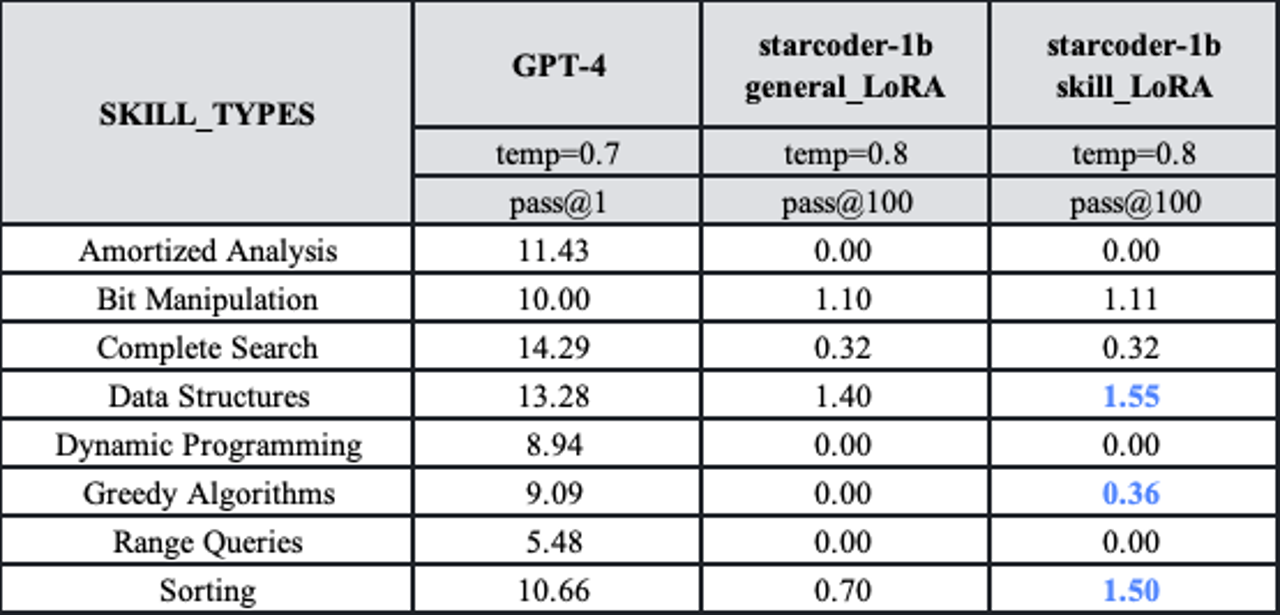 SKILL_TYPES GPT-4 starcoder-1b general_LoRA starcoder-1b skill_LoRA
temp=0.7 temp=0.8 temp=0.8
pass@1 pass@100 pass@100
Amortized Analysis 11.43 0.00 0.00
Bit Manipulation 10.00 1.10 1.11
Complete Search 14.29 0.32 0.32
Data Structures 13.28 1.40 1.55
Dynamic Programming 8.94 0.00 0.00
Greedy Algorithms 9.09 0.00 0.36
Range Queries 5.48 0.00 0.00
Sorting 10.66 0.70 1.50